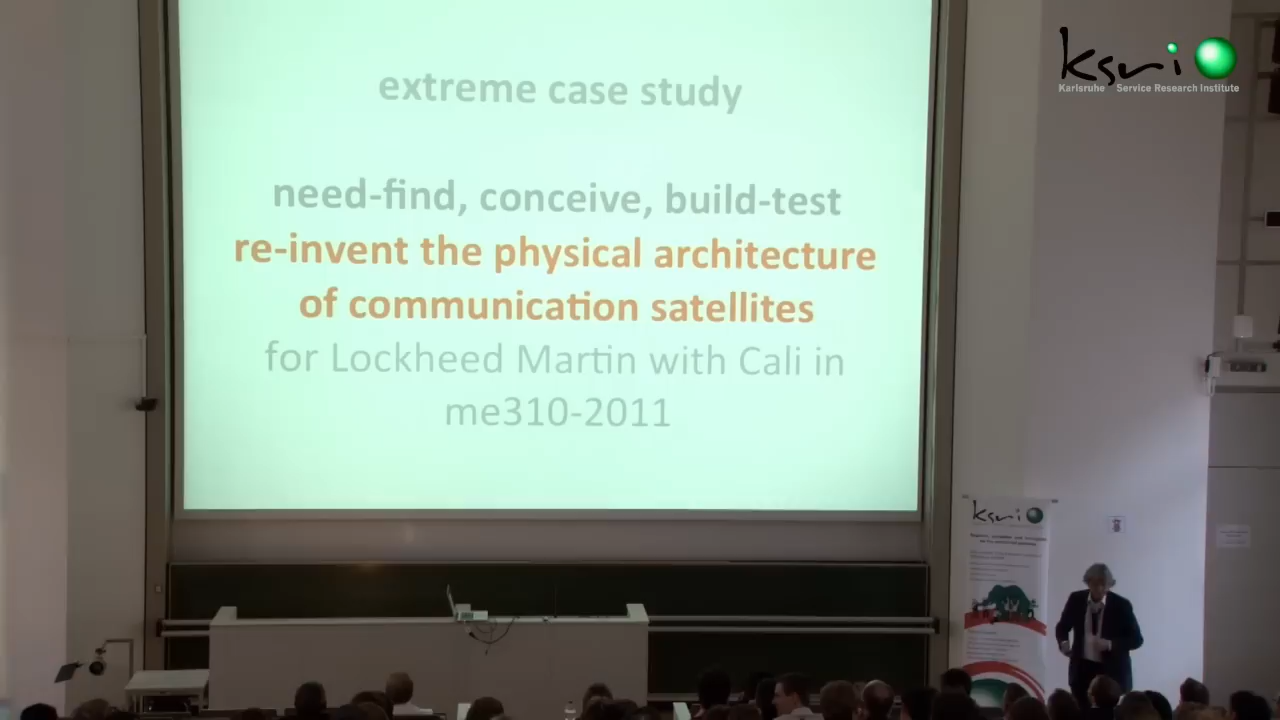 extreme case study
need-find, conceive, build-test
re-invent the physical architecture
of communication satellites
for Lockheed Martin with Cali in
me310-2011
ksri
Karlsruhe Service Research Institute
ksri